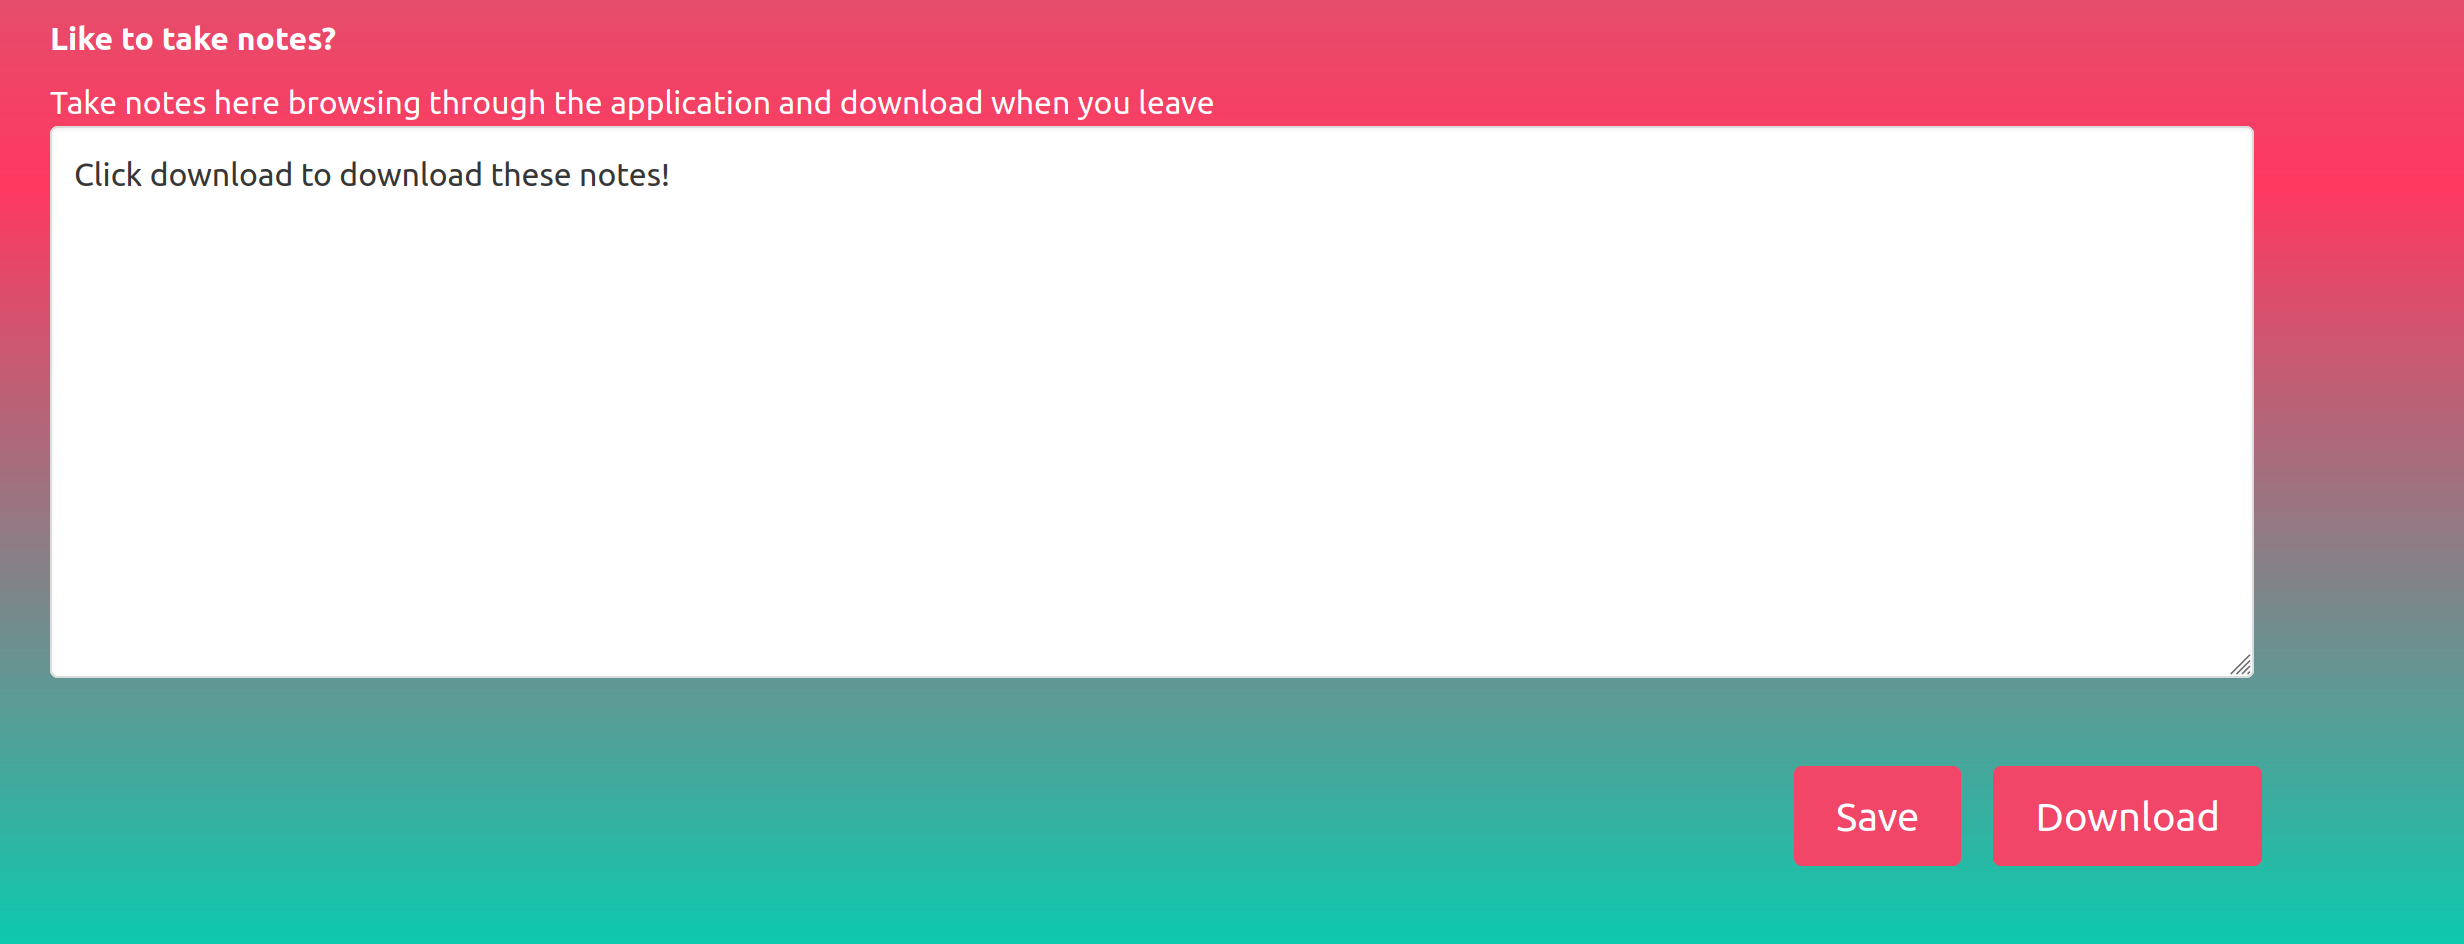 Like to take notes?
Take notes here browsing through the application and download when you leave
Click download to download these notes!
Save
Download